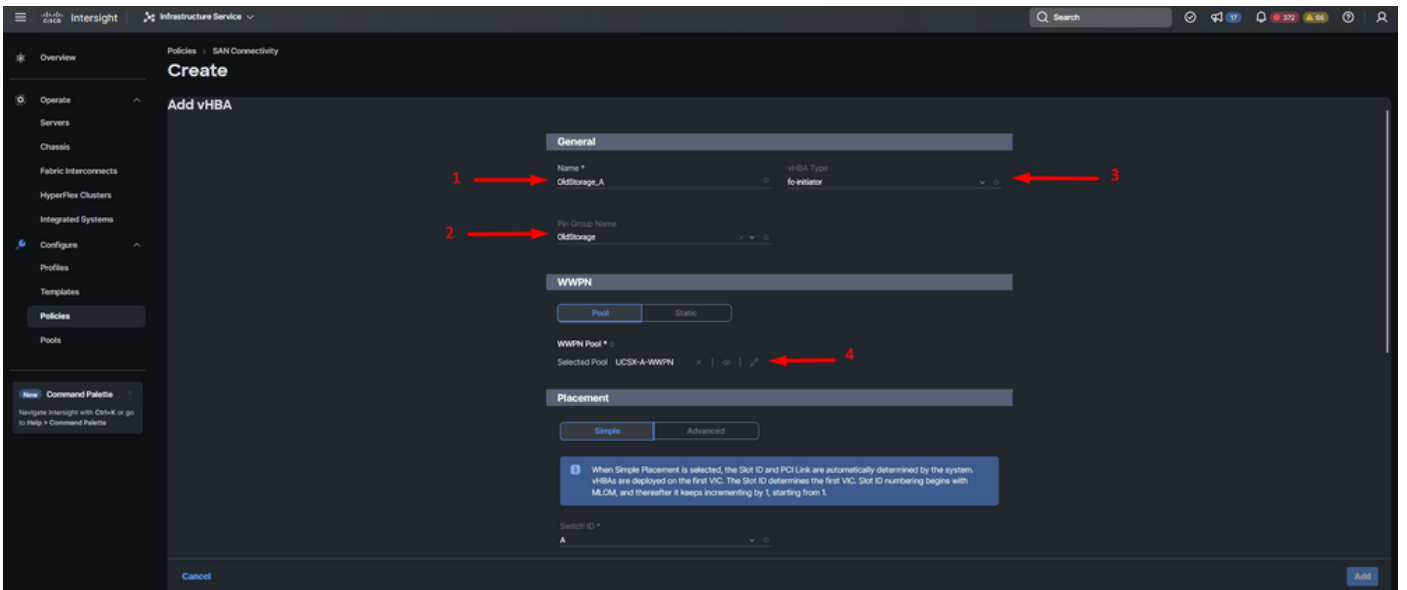 cisco Intersight Infrastructure Service Search 17 372 66
Overview
Operate
Servers
Chassis
Fabric Interconnects
HyperFlex Clusters
Integrated Systems
Configure
Profiles
Templates
Policies
Pools
New Command Palette
Navigate Intersight with Ctrl+K or go
to Help > Command Palette
Policies > SAN Connectivity
Create
Add vHBA
General
Name * vHBA Type
1 OldStorage_A fc-initiator 3
Pin Group Name
2 OldStorage
WWPN
Pool Static
WWPN Pool *
Selected Pool UCSX-A-WWPN 4
Placement
Simple Advanced
When Simple Placement is selected, the Slot ID and PCI Link are automatically determined by the system.
vHBAs are deployed on the first VIC. The Slot ID determines the first VIC. Slot ID numbering begins with
MLOM, and thereafter it keeps incrementing by 1, starting from 1.
Switch ID *
A
Cancel Add